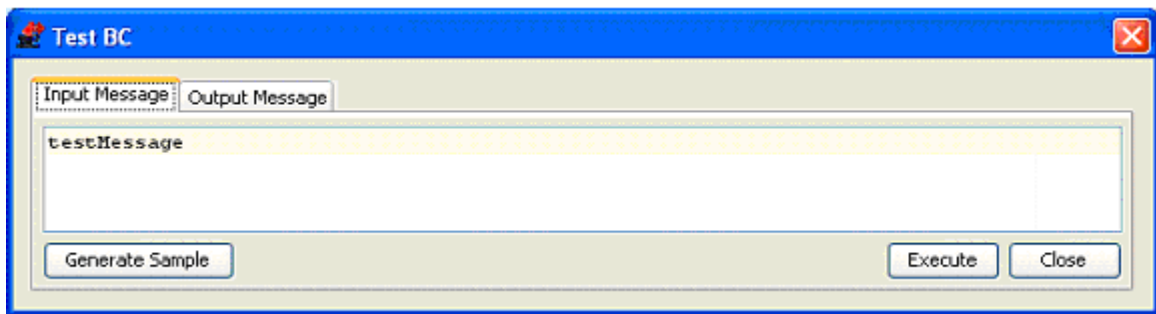 Test BC
Input Message Output Message
testMessage
Generate Sample Execute Close